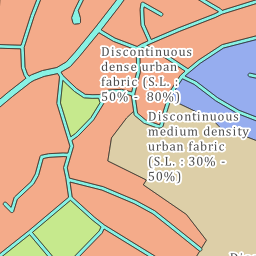 Discontinuous
dense urban
fabric (S.L. :
50% - 80%)
Discontinuous
medium density
urban fabric
(S.L. : 30% -
50%)